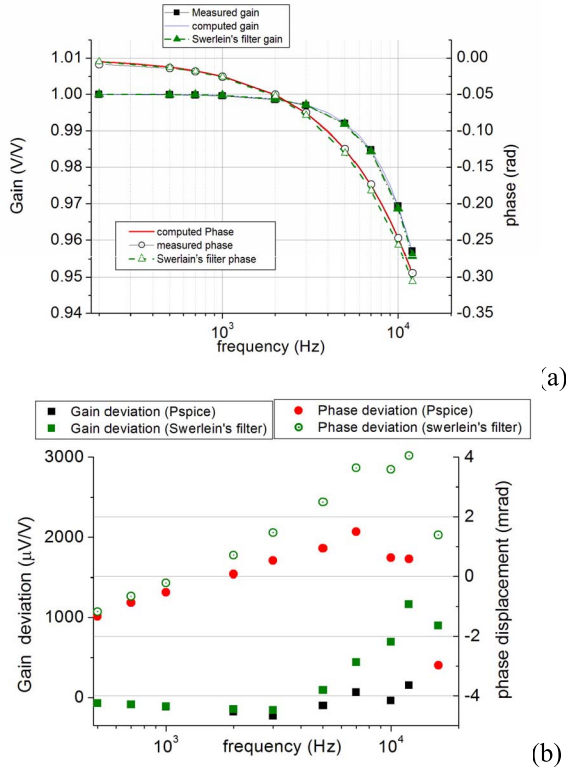 Measured gain
computed gain
Swerlein's filter gain
1.01
1.00
0.99
0.98
0.97
0.96
0.95
0.94
Gain (V/V)
0.00
-0.05
-0.10
-0.15
-0.20
-0.25
-0.30
-0.35
phase (rad)
computed Phase
measured phase
Swerlain's filter phase
10³
10⁴
frequency (Hz)
(a)
Gain deviation (Pspice)
Gain deviation (Swerlein's filter)
Phase deviation (Pspice)
Phase deviation (swerlein's filter)
3000
2000
1000
0
Gain deviation (µV/V)
4
2
0
-2
-4
phase displacement (mrad)
10³
10⁴
frequency (Hz)
(b)